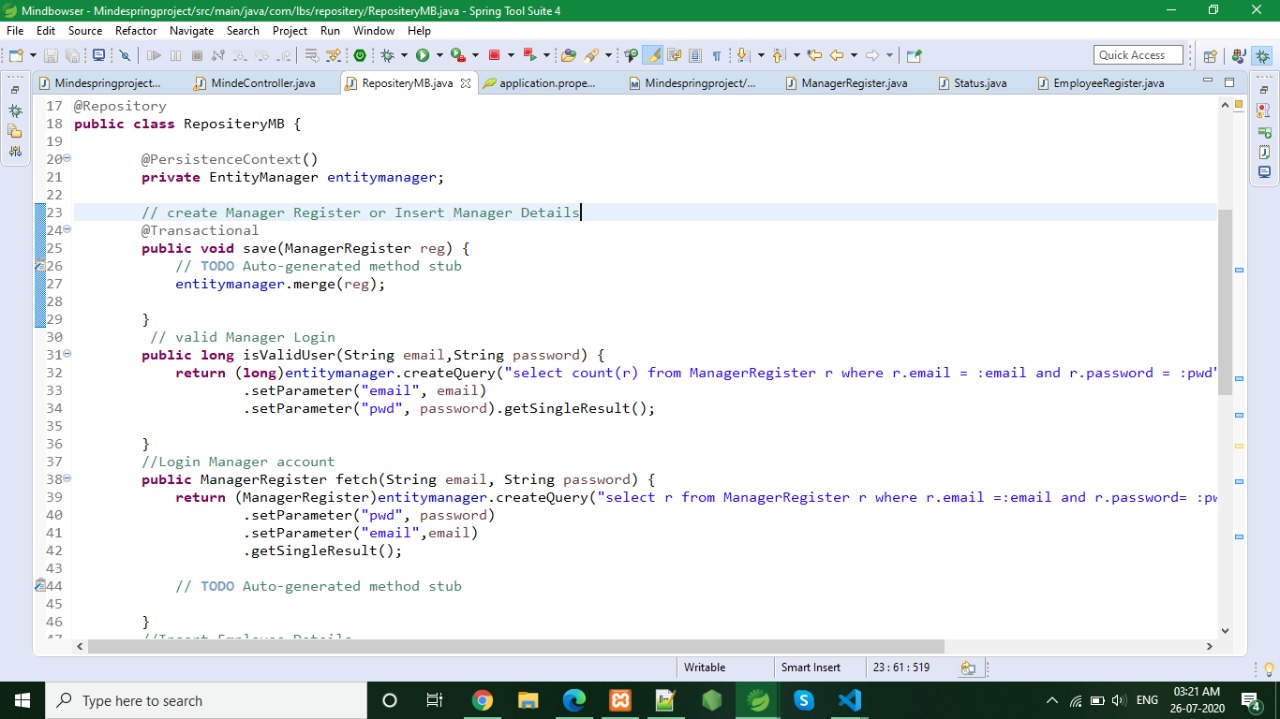 Mindbowser - Mindespringproject/src/main/java/com/lbs/repositery/RepositeryMB.java - Spring Tool Suite 4
File Edit Source Refactor Navigate Search Project Run Window Help
Quick Access
Mindespringproject... MindeController.java RepositeryMB.java application.prope... Mindespringproject/... ManagerRegister.java Status.java EmployeeRegister.java
17 @Repository
18 public class RepositeryMB {
19
20 @PersistenceContext()
21 private EntityManager entitymanager;
22
23 // create Manager Register or Insert Manager Details
24 @Transactional
25 public void save(ManagerRegister reg) {
26 // TODO Auto-generated method stub
27 entitymanager.merge(reg);
28
29 }
30 // valid Manager Login
31 public long isValidUser(String email,String password) {
32 return (long)entitymanager.createQuery("select count(r) from ManagerRegister r where r.email = :email and r.password = :pwd"
33 .setParameter("email", email)
34 .setParameter("pwd", password).getSingleResult();
35
36 }
37 //Login Manager account
38 public ManagerRegister fetch(String email, String password) {
39 return (ManagerRegister)entitymanager.createQuery("select r from ManagerRegister r where r.email =:email and r.password= :pw
40 .setParameter("pwd", password)
41 .setParameter("email",email)
42 .getSingleResult();
43
44 // TODO Auto-generated method stub
45
46 }
47 //Insert Employee Details
Writable Smart Insert 23 : 61 : 519
Type here to search
ENG
03:21 AM
26-07-2020
4